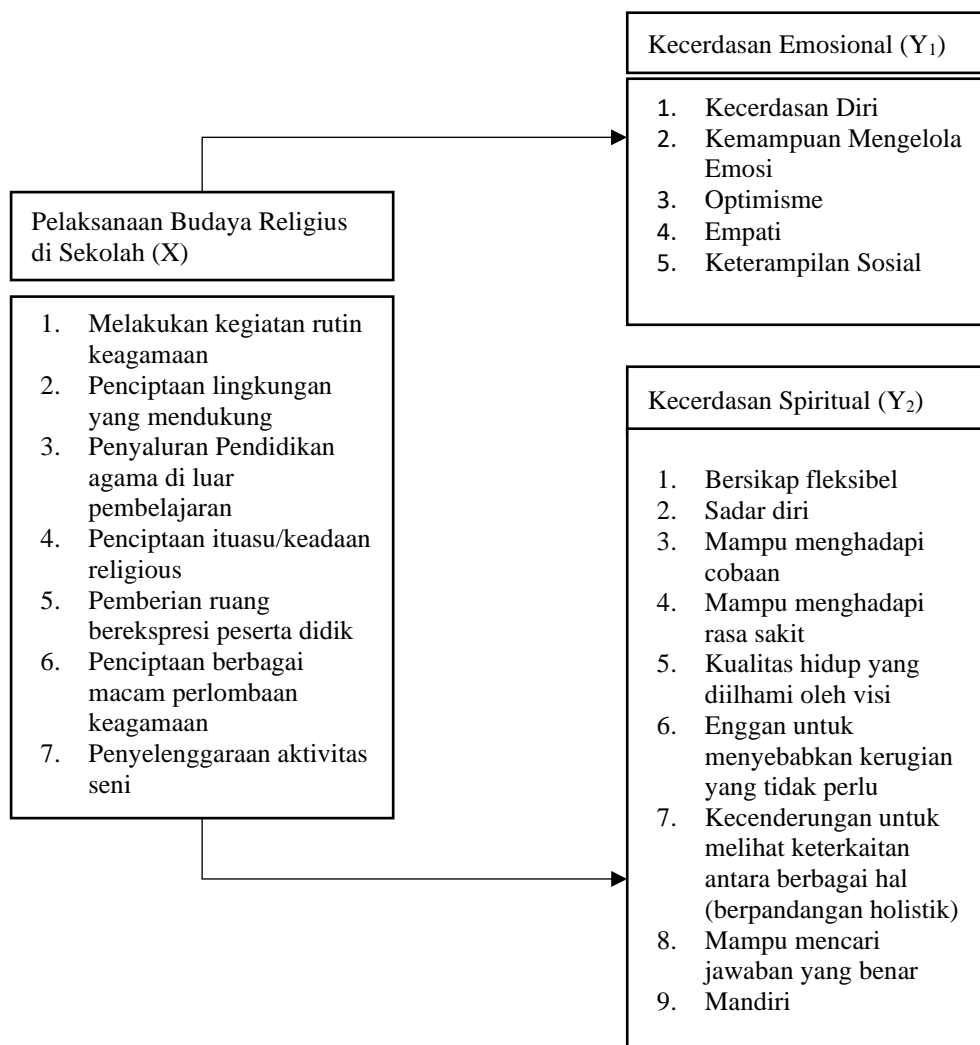 Pelaksanaan Budaya Religius
di Sekolah (X)
1. Melakukan kegiatan rutin
keagamaan
2. Penciptaan lingkungan
yang mendukung
3. Penyaluran Pendidikan
agama di luar
pembelajaran
4. Penciptaan ituasu/keadaan
religious
5. Pemberian ruang
berekspresi peserta didik
6. Penciptaan berbagai
macam perlombaan
keagamaan
7. Penyelenggaraan aktivitas
seni
Kecerdasan Emosional (Y₁)
1. Kecerdasan Diri
2. Kemampuan Mengelola
Emosi
3. Optimisme
4. Empati
5. Keterampilan Sosial
Kecerdasan Spiritual (Y₂)
1. Bersikap fleksibel
2. Sadar diri
3. Mampu menghadapi
cobaan
4. Mampu menghadapi
rasa sakit
5. Kualitas hidup yang
diilhami oleh visi
6. Enggan untuk
menyebabkan kerugian
yang tidak perlu
7. Kecenderungan untuk
melihat keterkaitan
antara berbagai hal
(berpandangan holistik)
8. Mampu mencari
jawaban yang benar
9. Mandiri